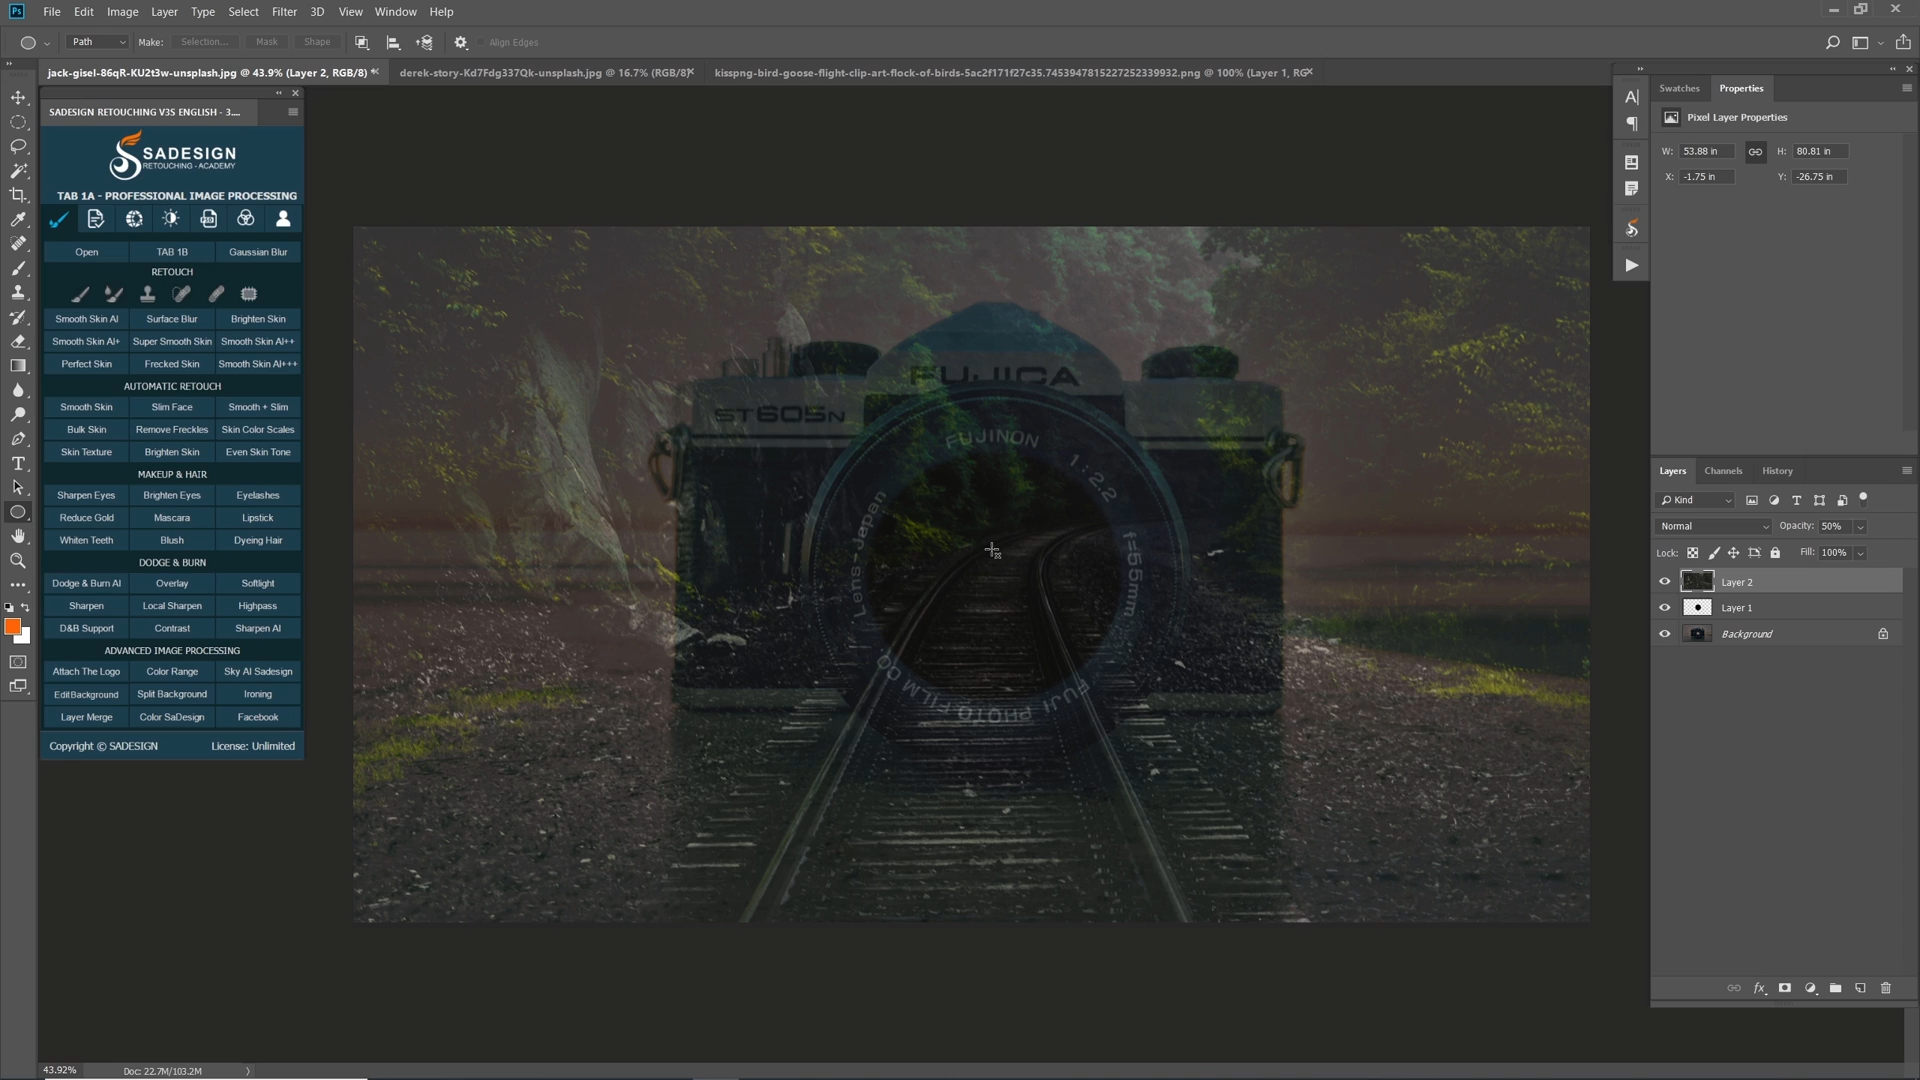 Ps File Edit Image Layer Type Select Filter 3D View Window Help
Path Make: Selection... Mask Shape Align Edges
jack-gisel-86qR-KU2t3w-unsplash.jpg @ 43.9% (Layer 2, RGB/8) * derek-story-Kd7Fdg337Qk-unsplash.jpg @ 16.7% (RGB/8) kisspng-bird-goose-flight-clip-art-flock-of-birds-5ac2f171f27c35.7453947815227252339932.png @ 100% (Layer 1, RG
SADESIGN RETOUCHING V3S ENGLISH - 3....
SADESIGN
RETOUCHING - ACADEMY
TAB 1A - PROFESSIONAL IMAGE PROCESSING
Open TAB 1B Gaussian Blur
RETOUCH
Smooth Skin AI Surface Blur Brighten Skin
Smooth Skin AI+ Super Smooth Skin Smooth Skin AI++
Perfect Skin Frecked Skin Smooth Skin AI+++
AUTOMATIC RETOUCH
Smooth Skin Slim Face Smooth + Slim
Bulk Skin Remove Freckles Skin Color Scales
Skin Texture Brighten Skin Even Skin Tone
MAKEUP & HAIR
Sharpen Eyes Brighten Eyes Eyelashes
Reduce Gold Mascara Lipstick
Whiten Teeth Blush Dyeing Hair
DODGE & BURN
Dodge & Burn AI Overlay Softlight
Sharpen Local Sharpen Highpass
D&B Support Contrast Sharpen AI
ADVANCED IMAGE PROCESSING
Attach The Logo Color Range Sky AI Sadesign
Edit Background Split Background Ironing
Layer Merge Color SaDesign Facebook
Copyright © SADESIGN License: Unlimited
FUJICA
ST605N
FUJINON 1:2.2 f=55mm
FUJI PHOTO FILM CO
Lens-Japan
Swatches Properties
Pixel Layer Properties
W: 53.88 in H: 80.81 in
X: -1.75 in Y: -26.75 in
Layers Channels History
Kind
Normal Opacity: 50%
Lock: Fill: 100%
Layer 2
Layer 1
Background
43.92% Doc: 22.7M/103.2M